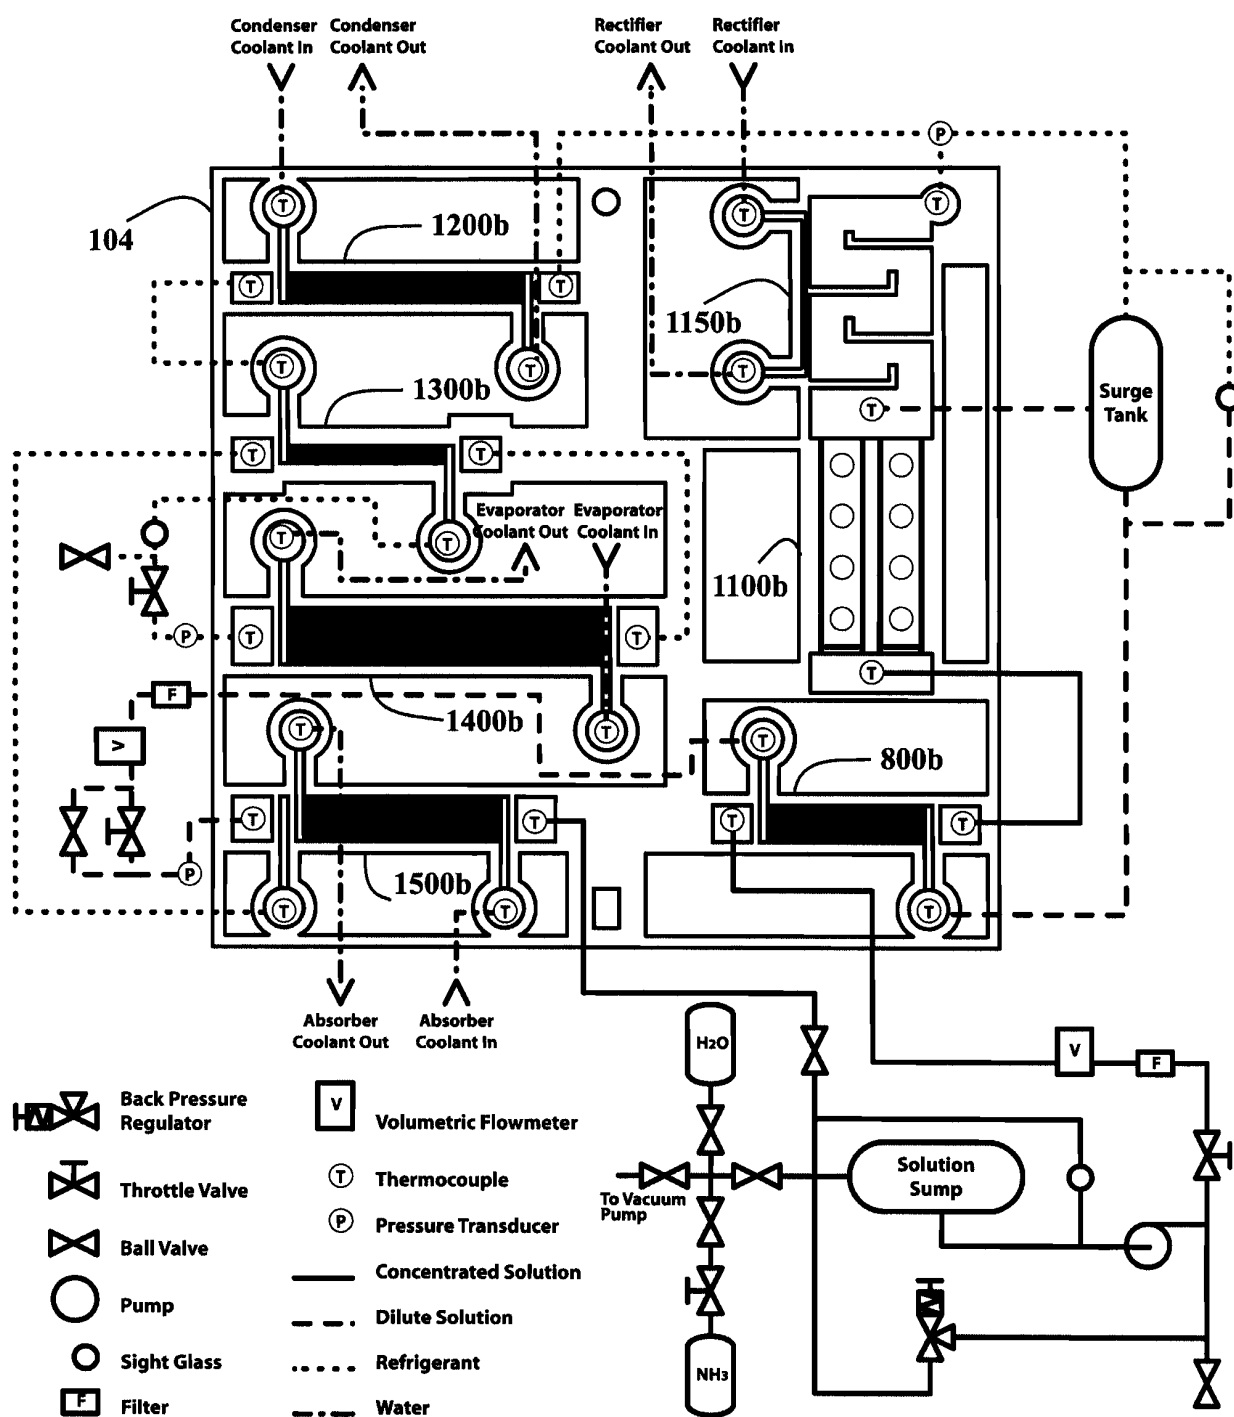 Condenser
Coolant In
Condenser
Coolant Out
Rectifier
Coolant Out
Rectifier
Coolant In
P
T
T
T
104
1200b
T
T
1150b
T
T
T
1300b
T
Surge
Tank
T
T
Evaporator
Coolant Out
Evaporator
Coolant In
T
T
1100b
P
T
T
T
F
1400b
T
T
T
V
800b
T
T
T
T
P
1500b
T
T
T
Absorber
Coolant Out
Absorber
Coolant In
H2O
V
F
To Vacuum
Pump
Solution
Sump
NH3
Back Pressure
Regulator
Throttle Valve
Ball Valve
Pump
Sight Glass
F
Filter
V
Volumetric Flowmeter
T
Thermocouple
P
Pressure Transducer
Concentrated Solution
Dilute Solution
Refrigerant
Water